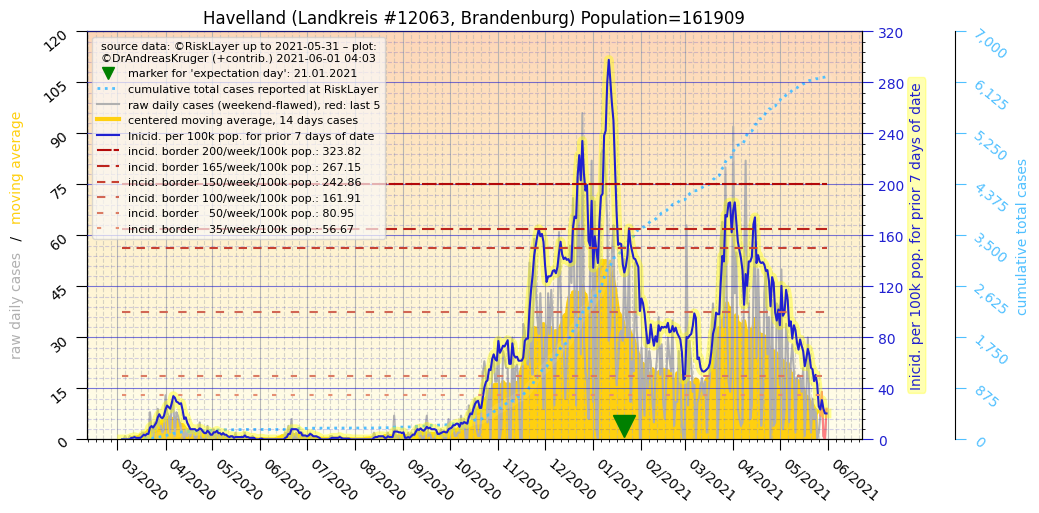 Havelland (Landkreis #12063, Brandenburg) Population=161909
source data: ©RiskLayer up to 2021-05-31 – plot:
©DrAndreasKruger (+contrib.) 2021-06-01 04:03
marker for 'expectation day': 21.01.2021
cumulative total cases reported at RiskLayer
raw daily cases (weekend-flawed), red: last 5
centered moving average, 14 days cases
Inicid. per 100k pop. for prior 7 days of date
incid. border 200/week/100k pop.: 323.82
incid. border 165/week/100k pop.: 267.15
incid. border 150/week/100k pop.: 242.86
incid. border 100/week/100k pop.: 161.91
incid. border   50/week/100k pop.: 80.95
incid. border   35/week/100k pop.: 56.67
raw daily cases / moving average
120
105
90
75
60
45
30
15
0
03/2020
04/2020
05/2020
06/2020
07/2020
08/2020
09/2020
10/2020
11/2020
12/2020
01/2021
02/2021
03/2021
04/2021
05/2021
06/2021
320
280
240
200
160
120
80
40
0
Inicid. per 100k pop. for prior 7 days of date
7,000
6,125
5,250
4,375
3,500
2,625
1,750
875
0
cumulative total cases